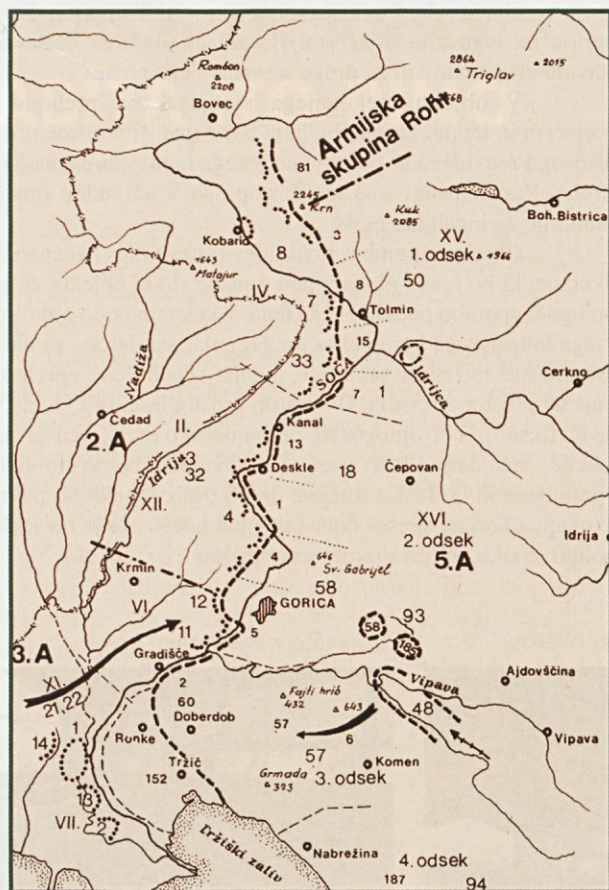 Rombon
2208
2864
Triglav
2015
Bovec
Armijska
skupina Rohr
81
2245
Krn
Kuk
2085
Boh. Bistrica
Kobarid
3
XV.
1643
Matajur
8
1. odsek
1966
50
IV.
7
8
Tolmin
15
33
SOČA
Idrijca
Nadiža
Cerkno
7
1
Čedad
II.
Kanal
2.A
13
Idrija
3
32
Deskle
18
Čepovan
XII.
1
XVI.
4
2. odsek
Idrija
646
Sv. Gabrijel
5.A
Krmin
58
VI.
12
GORICA
93
58
185
11
5
3.A
Gradišče
XI.
21,22
2
Fajti hrib
432
643
Vipava
Ajdovščina
60
48
1
Doberdob
57
6
Vipava
14
Ronke
57
Komen
Tržič
3. odsek
152
Grmada
323
13
VII.
2
Tržiški zaliv
Nabrežina
4. odsek
187
94